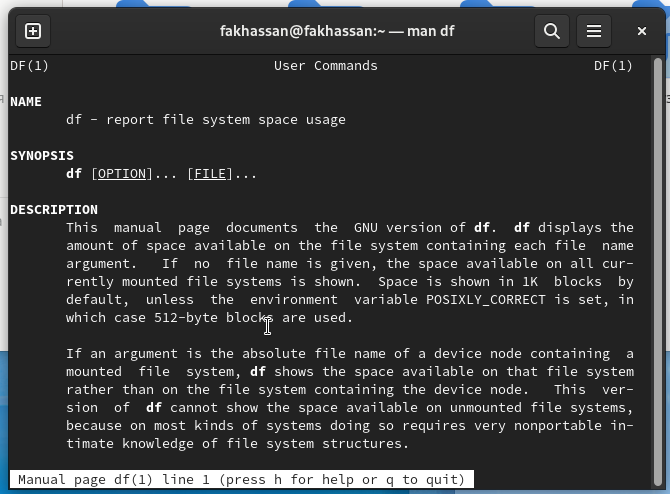 fakhassan@fakhassan:~ — man df
DF(1) User Commands DF(1)
NAME
df - report file system space usage
SYNOPSIS
df [OPTION]... [FILE]...
DESCRIPTION
This manual page documents the GNU version of df. df displays the
amount of space available on the file system containing each file name
argument. If no file name is given, the space available on all cur-
rently mounted file systems is shown. Space is shown in 1K blocks by
default, unless the environment variable POSIXLY_CORRECT is set, in
which case 512-byte blocks are used.
If an argument is the absolute file name of a device node containing a
mounted file system, df shows the space available on that file system
rather than on the file system containing the device node. This ver-
sion of df cannot show the space available on unmounted file systems,
because on most kinds of systems doing so requires very nonportable in-
timate knowledge of file system structures.
Manual page df(1) line 1 (press h for help or q to quit)